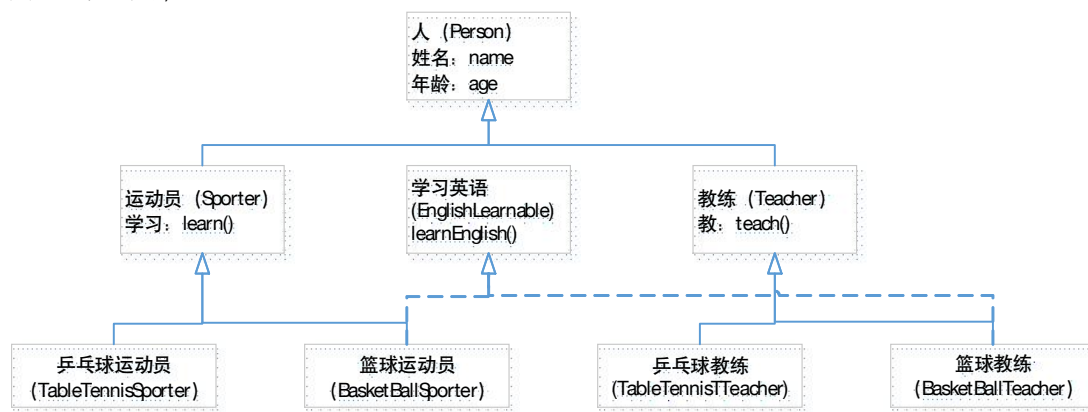 人（Person）
姓名：name
年龄：age
运动员（Sporter）
学习：learn()
学习英语
(EnglishLearnable)
learnEnglish()
教练（Teacher）
教：teach()
乒乓球运动员
(TableTennisSporter)
篮球运动员
(BasketBallSporter)
乒乓球教练
(TableTennisTTeacher)
篮球教练
(BasketBallTeacher)